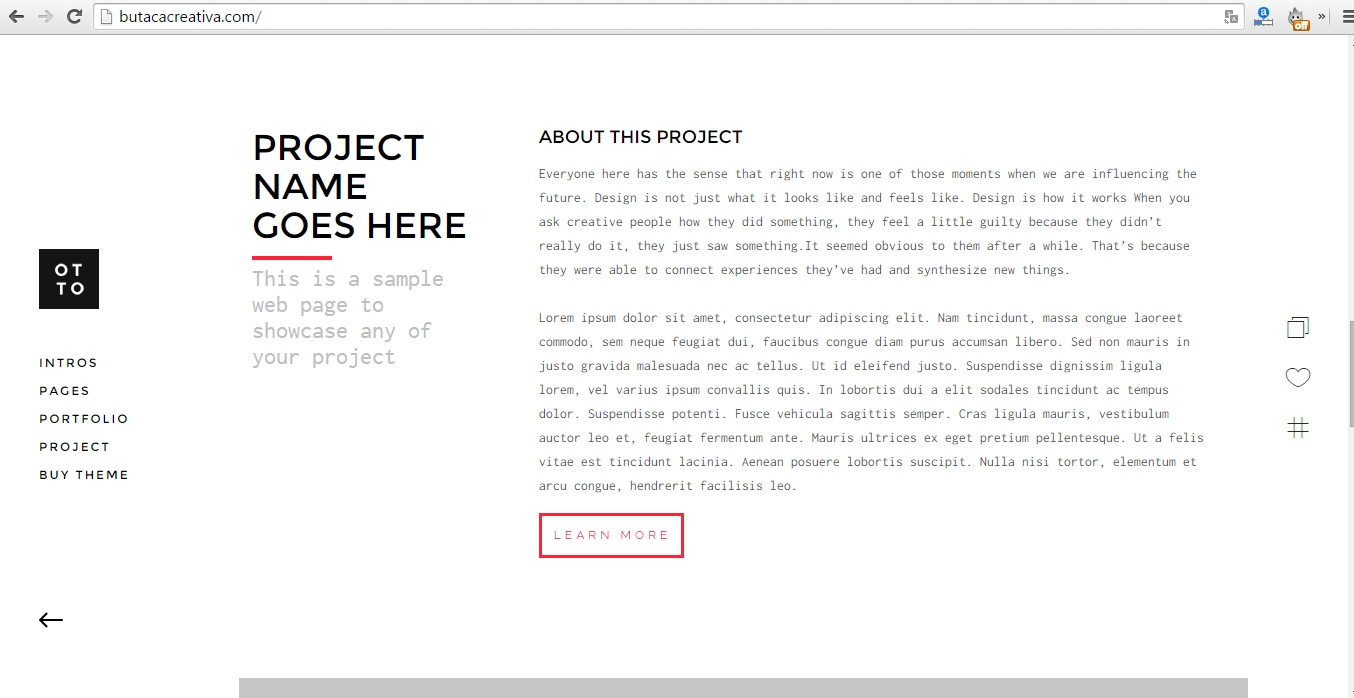 butacacreativa.com/
a
off
»
OT
TO
INTROS
PAGES
PORTFOLIO
PROJECT
BUY THEME
PROJECT
NAME
GOES HERE
This is a sample
web page to
showcase any of
your project
ABOUT THIS PROJECT
Everyone here has the sense that right now is one of those moments when we are influencing the
future. Design is not just what it looks like and feels like. Design is how it works When you
ask creative people how they did something, they feel a little guilty because they didn’t
really do it, they just saw something.It seemed obvious to them after a while. That’s because
they were able to connect experiences they’ve had and synthesize new things.
Lorem ipsum dolor sit amet, consectetur adipiscing elit. Nam tincidunt, massa congue laoreet
commodo, sem neque feugiat dui, faucibus congue diam purus accumsan libero. Sed non mauris in
justo gravida malesuada nec ac tellus. Ut id eleifend justo. Suspendisse dignissim ligula
lorem, vel varius ipsum convallis quis. In lobortis dui a elit sodales tincidunt ac tempus
dolor. Suspendisse potenti. Fusce vehicula sagittis semper. Cras ligula mauris, vestibulum
auctor leo et, feugiat fermentum ante. Mauris ultrices ex eget pretium pellentesque. Ut a felis
vitae est tincidunt lacinia. Aenean posuere lobortis suscipit. Nulla nisi tortor, elementum et
arcu congue, hendrerit facilisis leo.
LEARN MORE